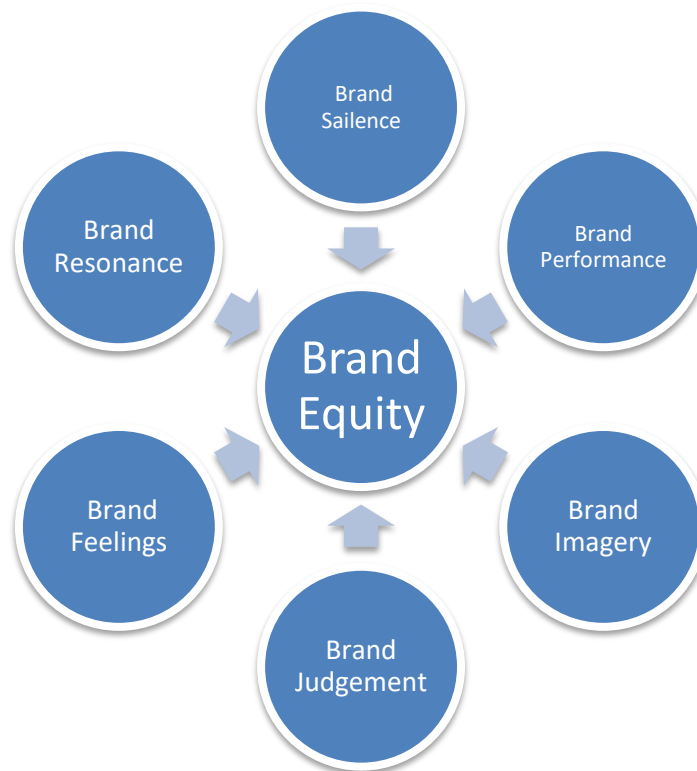 Brand
Sailence
Brand
Performance
Brand
Imagery
Brand
Judgement
Brand
Feelings
Brand
Resonance
Brand
Equity